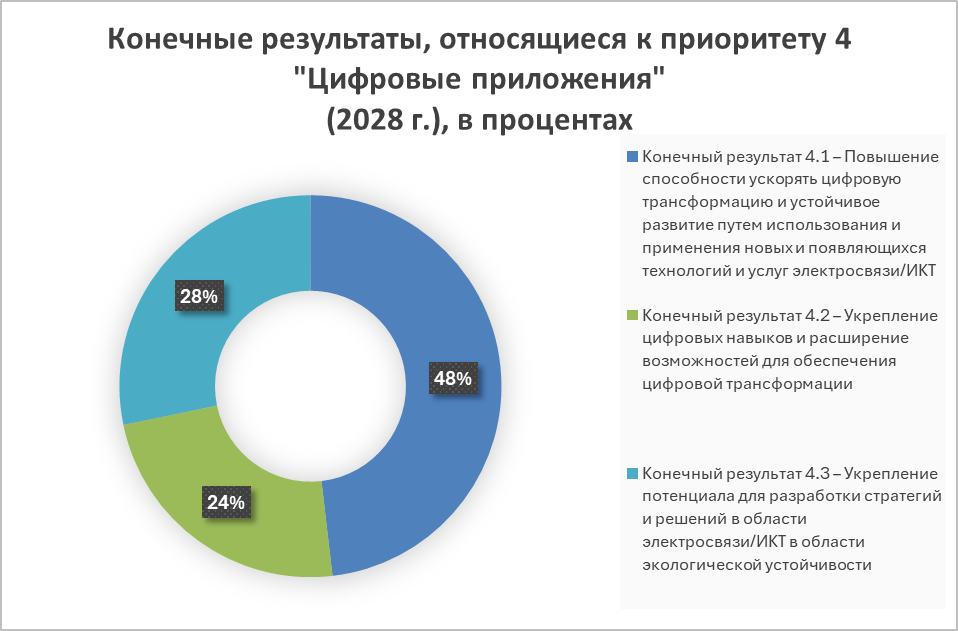 Конечные результаты, относящиеся к приоритету 4
"Цифровые приложения"
(2028 г.), в процентах
Конечный результат 4.1 – Повышение
способности ускорять цифровую
трансформацию и устойчивое
развитие путем использования и
применения новых и появляющихся
технологий и услуг электросвязи/ИКТ
Конечный результат 4.2 – Укрепление
цифровых навыков и расширение
возможностей для обеспечения
цифровой трансформации
Конечный результат 4.3 – Укрепление
потенциала для разработки стратегий
и решений в области
электросвязи/ИКТ в области
экологической устойчивости
28%
48%
24%